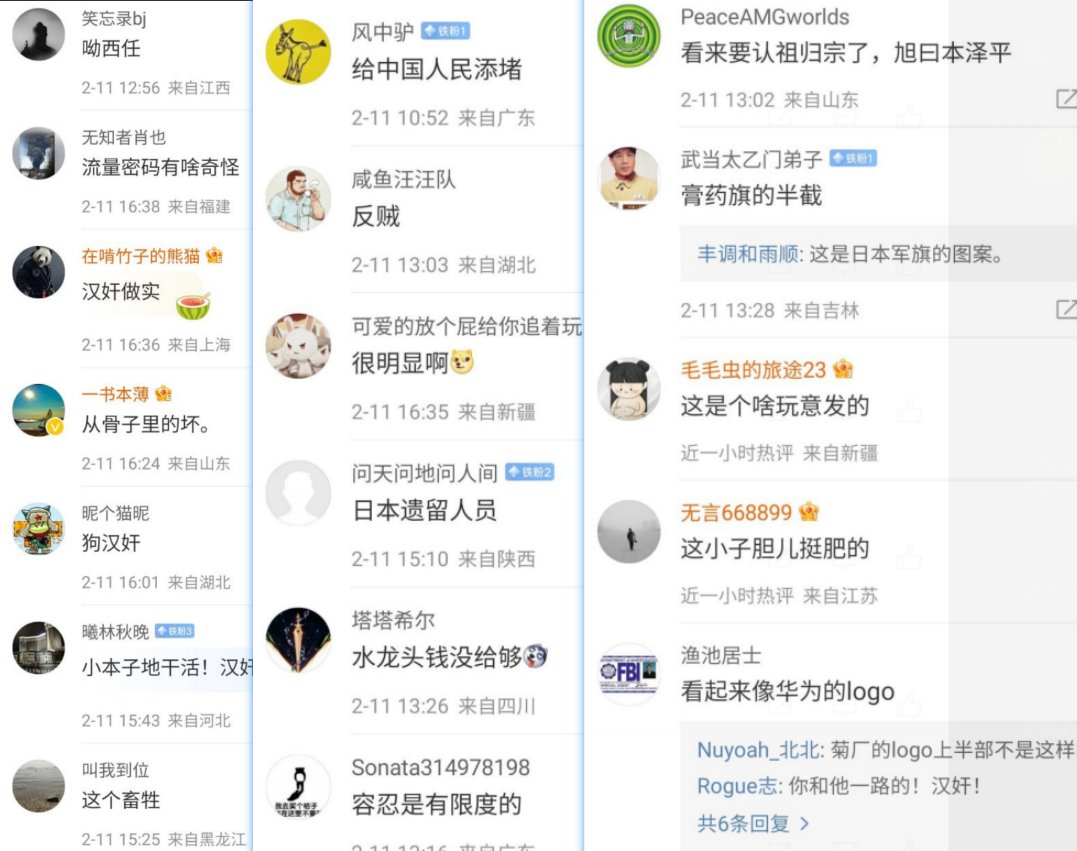 笑忘录bj
呦西任
2-11 12:56 来自江西
无知者肖也
流量密码有啥奇怪
2-11 16:38 来自福建
在啃竹子的熊猫
汉奸做实
2-11 16:36 来自上海
一书本薄
从骨子里的坏。
2-11 16:24 来自山东
昵个猫昵
狗汉奸
2-11 16:01 来自湖北
曦林秋晚 铁粉3
小本子地干活！汉奸
2-11 15:43 来自河北
叫我到位
这个畜牲
2-11 15:25 来自黑龙江
风中驴 铁粉1
给中国人民添堵
2-11 10:52 来自广东
咸鱼汪汪队
反贼
2-11 13:03 来自湖北
可爱的放个屁给你追着玩
很明显啊
2-11 16:35 来自新疆
问天问地问人间 铁粉2
日本遗留人员
2-11 15:10 来自陕西
塔塔希尔
水龙头钱没给够
2-11 13:26 来自四川
Sonata314978198
容忍是有限度的
2-11 12:16 来自广东
PeaceAMGworlds
看来要认祖归宗了，旭曰本泽平
2-11 13:02 来自山东
武当太乙门弟子 铁粉1
膏药旗的半截
丰调和雨顺: 这是日本军旗的图案。
2-11 13:28 来自吉林
毛毛虫的旅途23
这是个啥玩意发的
近一小时热评 来自新疆
无言668899
这小子胆儿挺肥的
近一小时热评 来自江苏
FBI
渔池居士
看起来像华为的logo
Nuyoah_北北: 菊厂的logo上半部不是这样
Rogue志: 你和他一路的！汉奸！
共6条回复